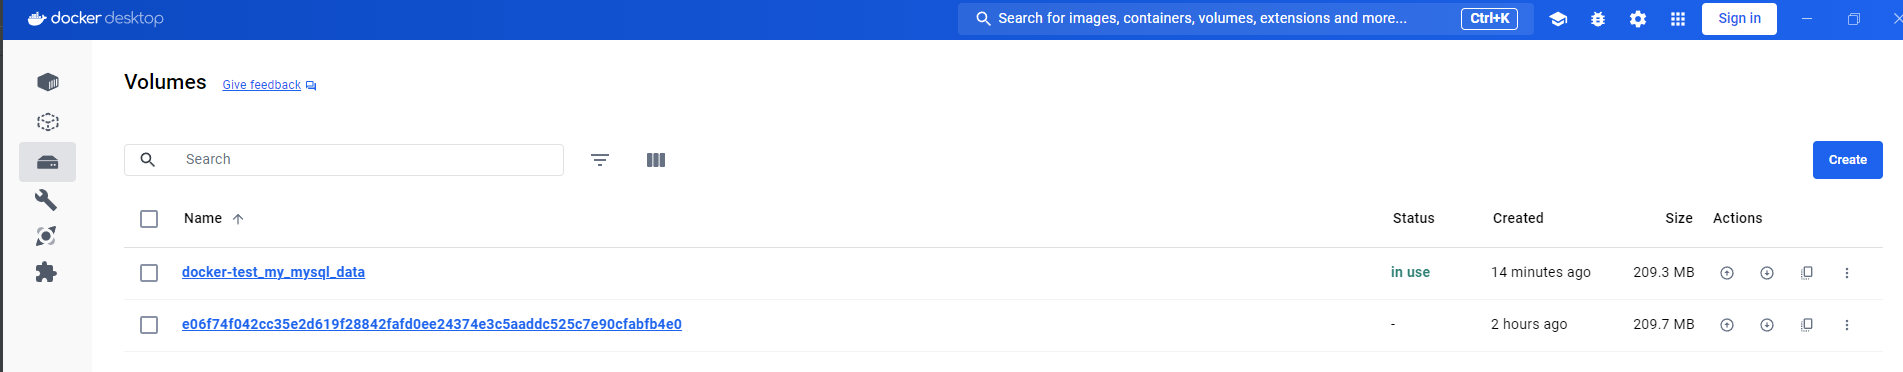 docker desktop
Search for images, containers, volumes, extensions and more... Ctrl+K Sign in
Volumes Give feedback
Search
Create
Name Status Created Size Actions
docker-test_my_mysql_data in use 14 minutes ago 209.3 MB
e06f74f042cc35e2d619f28842fafd0ee24374e3c5aaddc525c7e90cfabfb4e0 - 2 hours ago 209.7 MB